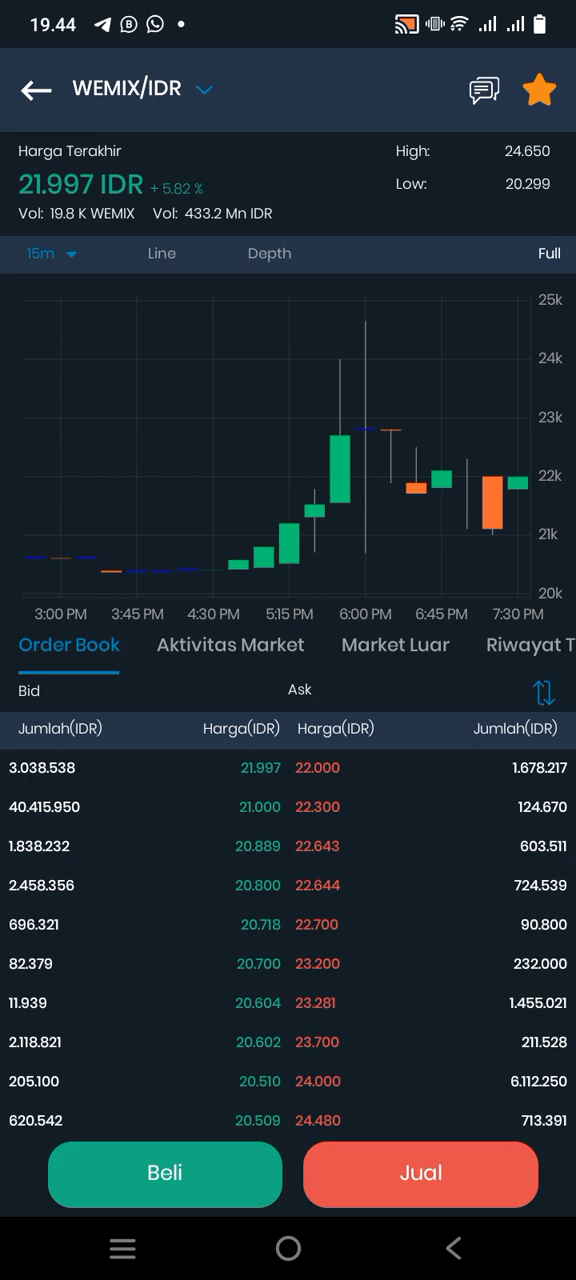 19.44
WEMIX/IDR
Harga Terakhir
High: 24.650
21.997 IDR + 5.82 %
Low: 20.299
Vol: 19.8 K WEMIX Vol: 433.2 Mn IDR
15m Line Depth Full
25k
24k
23k
22k
21k
20k
3:00 PM 3:45 PM 4:30 PM 5:15 PM 6:00 PM 6:45 PM 7:30 PM
Order Book Aktivitas Market Market Luar Riwayat T
Bid Ask
Jumlah(IDR) Harga(IDR) Harga(IDR) Jumlah(IDR)
3.038.538 21.997 22.000 1.678.217
40.415.950 21.000 22.300 124.670
1.838.232 20.889 22.643 603.511
2.458.356 20.800 22.644 724.539
696.321 20.718 22.700 90.800
82.379 20.700 23.200 232.000
11.939 20.604 23.281 1.455.021
2.118.821 20.602 23.700 211.528
205.100 20.510 24.000 6.112.250
620.542 20.509 24.480 713.391
Beli Jual